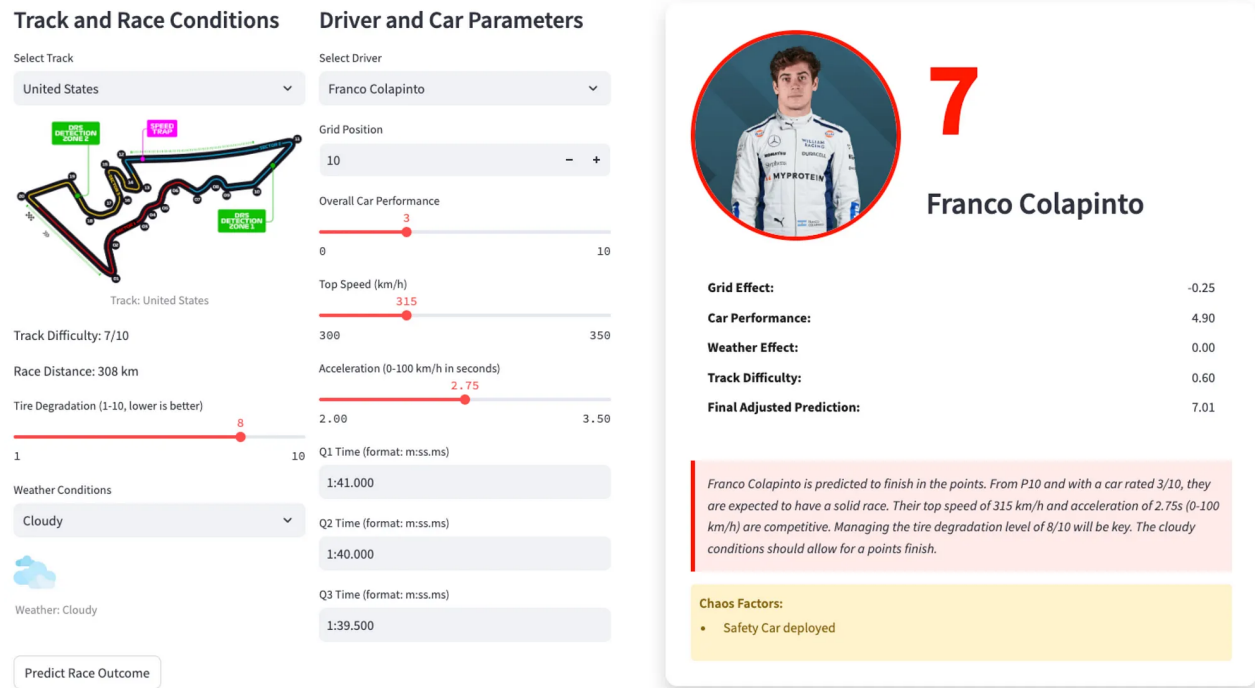 Track and Race Conditions
Select Track
United States
DRS
DETECTION
ZONE 2
SPEED
TRAP
DRS
DETECTION
ZONE 1
Track: United States
Track Difficulty: 7/10
Race Distance: 308 km
Tire Degradation (1-10, lower is better)
8
1 10
Weather Conditions
Cloudy
Weather: Cloudy
Predict Race Outcome
Driver and Car Parameters
Select Driver
Franco Colapinto
Grid Position
10 − +
Overall Car Performance
3
0 10
Top Speed (km/h)
315
300 350
Acceleration (0-100 km/h in seconds)
2.75
2.00 3.50
Q1 Time (format: m:ss.ms)
1:41.000
Q2 Time (format: m:ss.ms)
1:40.000
Q3 Time (format: m:ss.ms)
1:39.500
WILLIAMS
RACING
KOMATSU DURACELL
Stephens
MYPROTEIN
7
Franco Colapinto
Grid Effect: -0.25
Car Performance: 4.90
Weather Effect: 0.00
Track Difficulty: 0.60
Final Adjusted Prediction: 7.01
Franco Colapinto is predicted to finish in the points. From P10 and with a car rated 3/10, they
are expected to have a solid race. Their top speed of 315 km/h and acceleration of 2.75s (0-100
km/h) are competitive. Managing the tire degradation level of 8/10 will be key. The cloudy
conditions should allow for a points finish.
Chaos Factors:
• Safety Car deployed